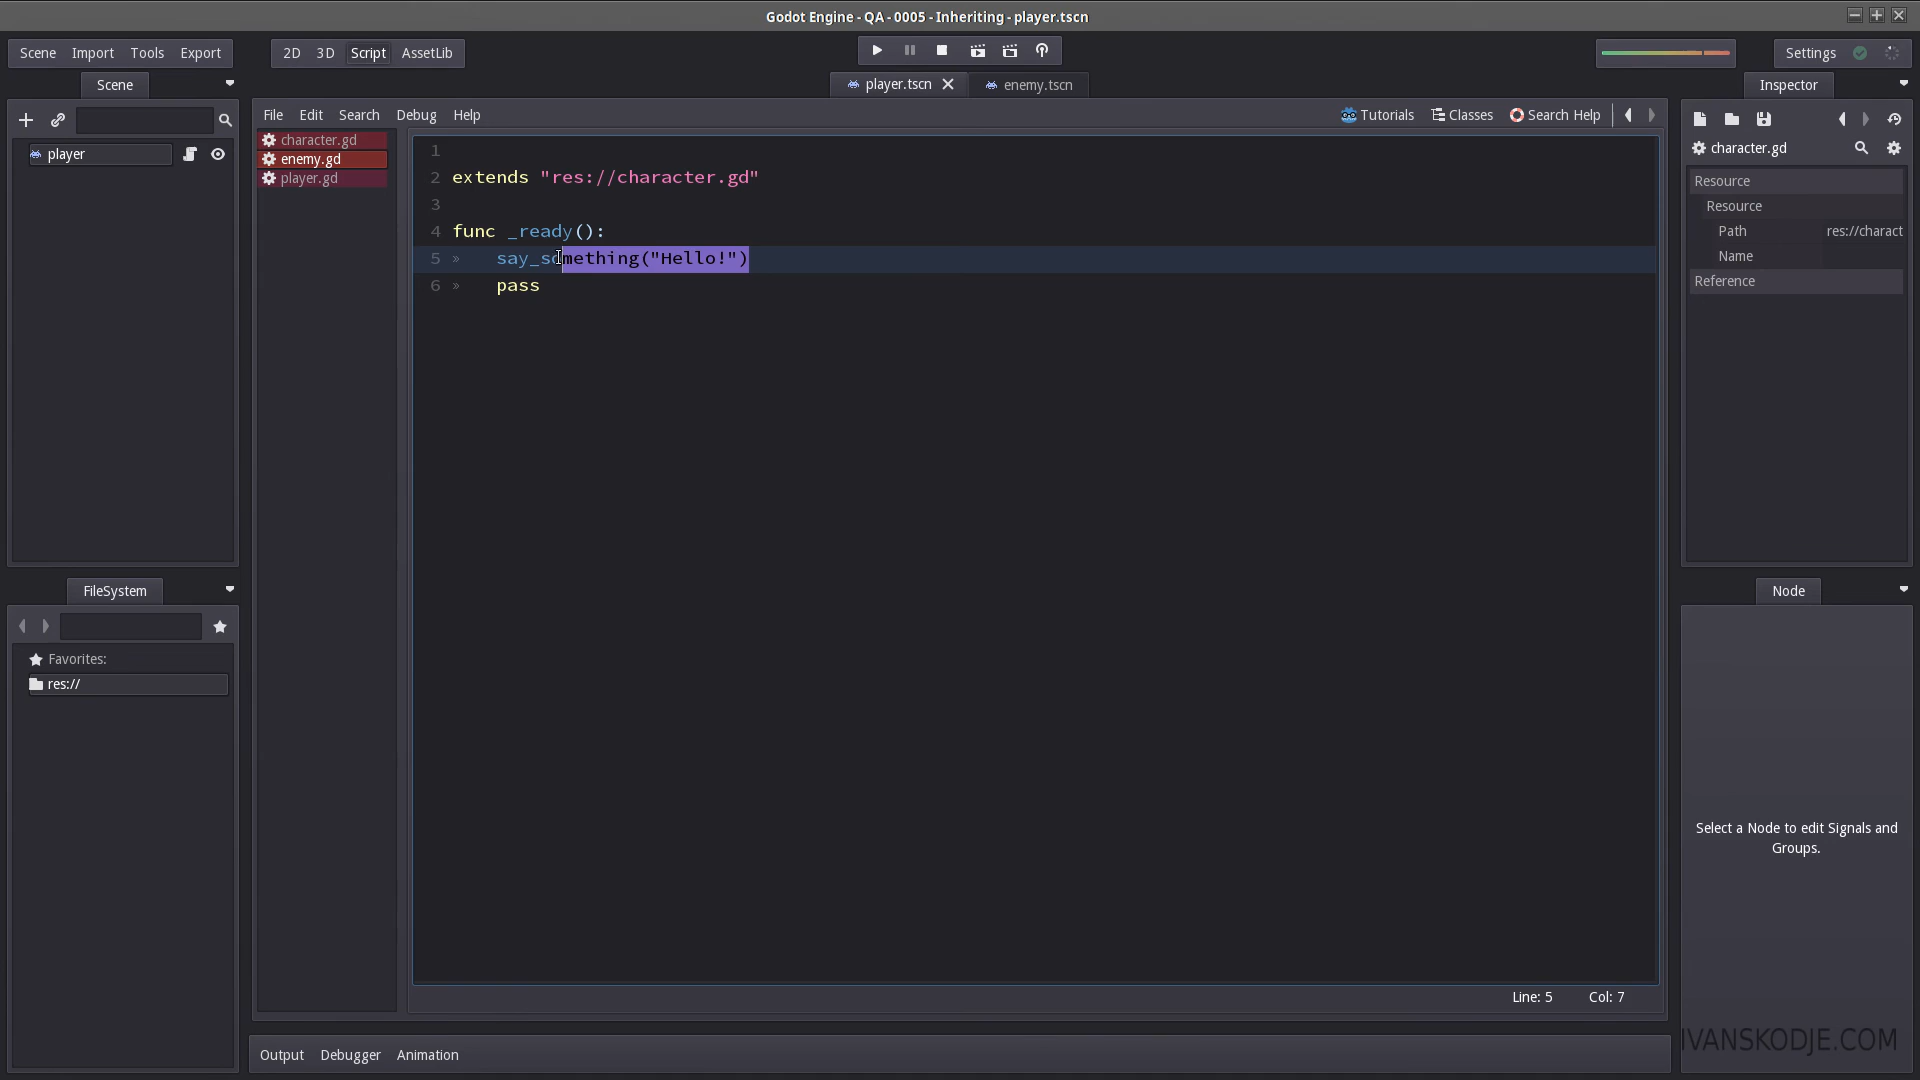 Godot Engine - QA - 0005 - Inheriting - player.tscn
Scene Import Tools Export 2D 3D Script AssetLib Settings
Scene player.tscn enemy.tscn Inspector
File Edit Search Debug Help Tutorials Classes Search Help
player
character.gd
enemy.gd
player.gd
1
2 extends "res://character.gd"
3
4 func _ready():
5 » say_something("Hello!")
6 » pass
character.gd
Resource
Resource
Path res://charact
Name
Reference
FileSystem
Favorites:
res://
Node
Select a Node to edit Signals and
Groups.
Line: 5 Col: 7
Output Debugger Animation
IVANSKODJE.COM